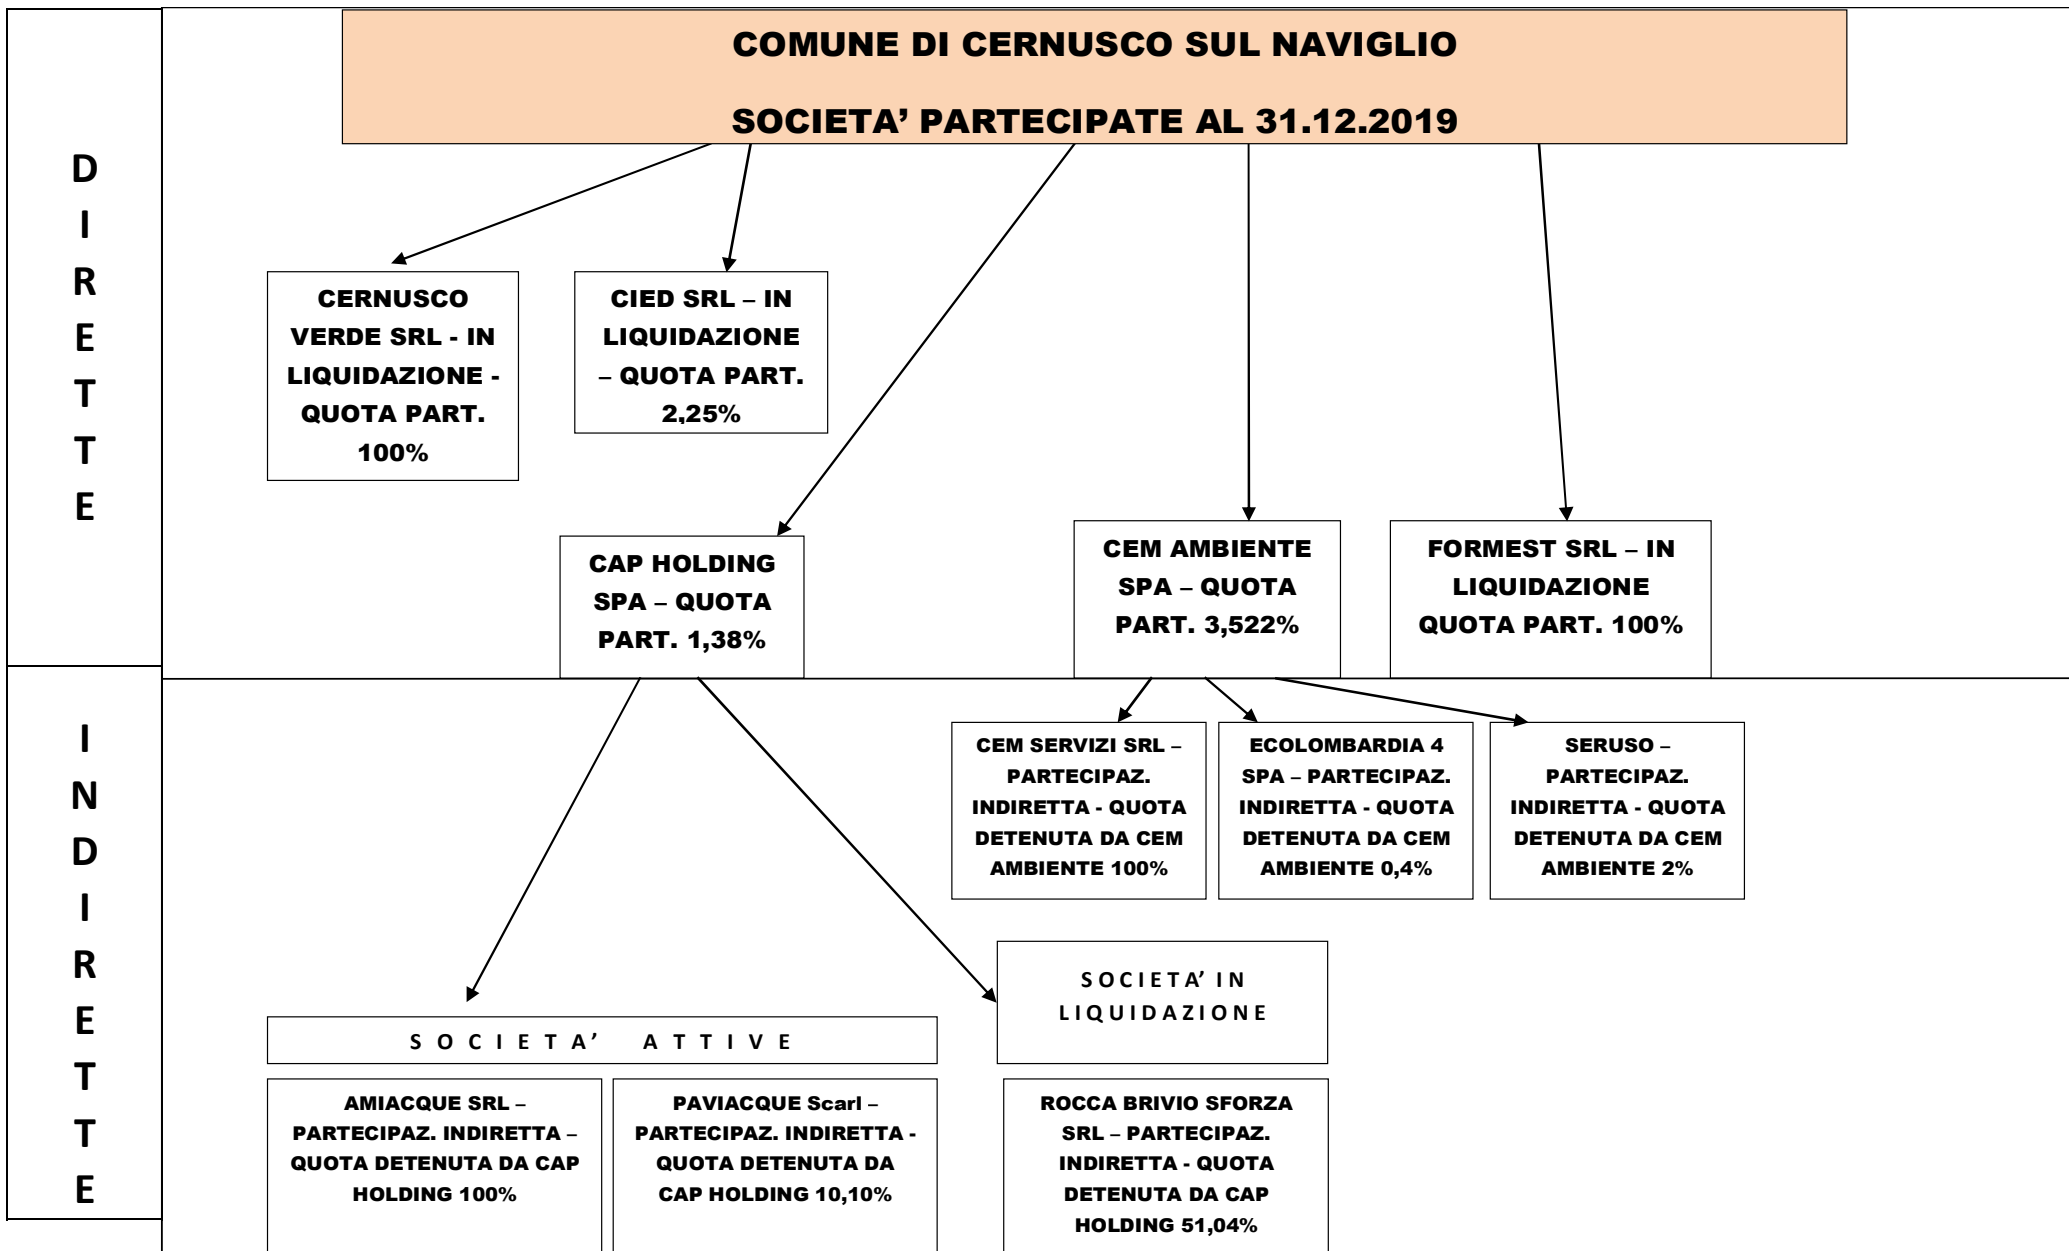 COMUNE DI CERNUSCO SUL NAVIGLIO
SOCIETA’ PARTECIPATE AL 31.12.2019
D
I
R
E
T
T
E
CERNUSCO
VERDE SRL - IN
LIQUIDAZIONE -
QUOTA PART.
100%
CIED SRL – IN
LIQUIDAZIONE
– QUOTA PART.
2,25%
CAP HOLDING
SPA – QUOTA
PART. 1,38%
CEM AMBIENTE
SPA – QUOTA
PART. 3,522%
FORMEST SRL – IN
LIQUIDAZIONE
QUOTA PART. 100%
I
N
D
I
R
E
T
T
E
CEM SERVIZI SRL –
PARTECIPAZ.
INDIRETTA - QUOTA
DETENUTA DA CEM
AMBIENTE 100%
ECOLOMBARDIA 4
SPA – PARTECIPAZ.
INDIRETTA - QUOTA
DETENUTA DA CEM
AMBIENTE 0,4%
SERUSO –
PARTECIPAZ.
INDIRETTA - QUOTA
DETENUTA DA CEM
AMBIENTE 2%
SOCIETA’ ATTIVE
SOCIETA’ IN
LIQUIDAZIONE
AMIACQUE SRL –
PARTECIPAZ. INDIRETTA –
QUOTA DETENUTA DA CAP
HOLDING 100%
PAVIACQUE Scarl –
PARTECIPAZ. INDIRETTA -
QUOTA DETENUTA DA
CAP HOLDING 10,10%
ROCCA BRIVIO SFORZA
SRL – PARTECIPAZ.
INDIRETTA - QUOTA
DETENUTA DA CAP
HOLDING 51,04%